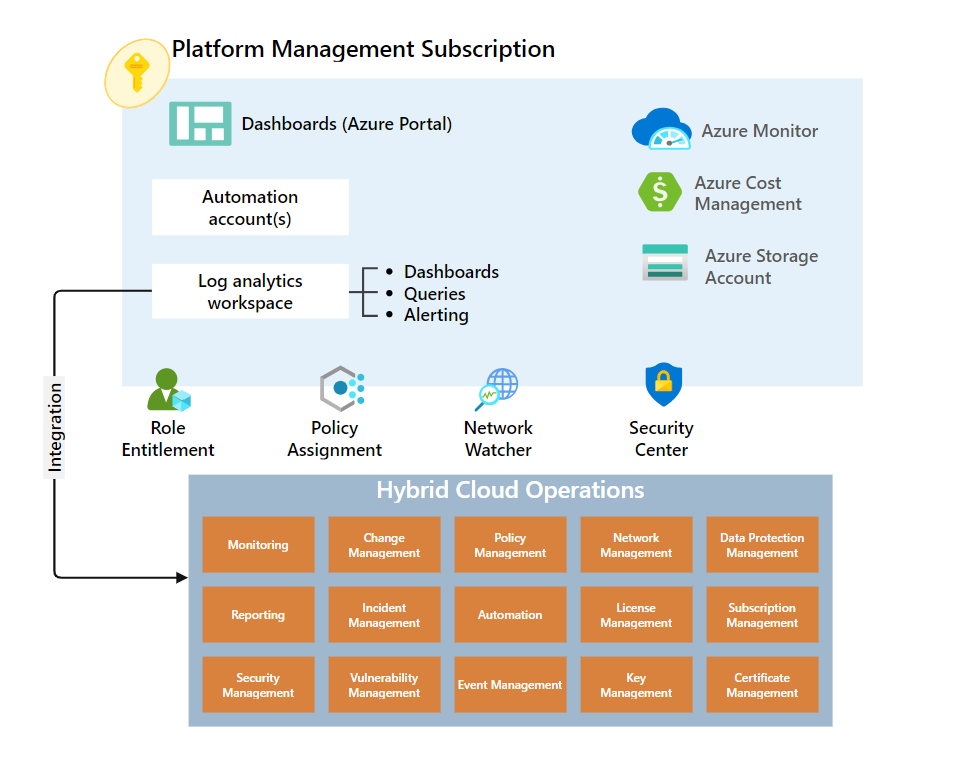 Platform Management Subscription
Dashboards (Azure Portal)
Azure Monitor
Automation
account(s)
Azure Cost
Management
Log analytics
workspace
• Dashboards
• Queries
• Alerting
Azure Storage
Account
Integration
Role
Entitlement
Policy
Assignment
Network
Watcher
Security
Center
Hybrid Cloud Operations
Monitoring
Change
Management
Policy
Management
Network
Management
Data Protection
Management
Reporting
Incident
Management
Automation
License
Management
Subscription
Management
Security
Management
Vulnerability
Management
Event Management
Key
Management
Certificate
Management